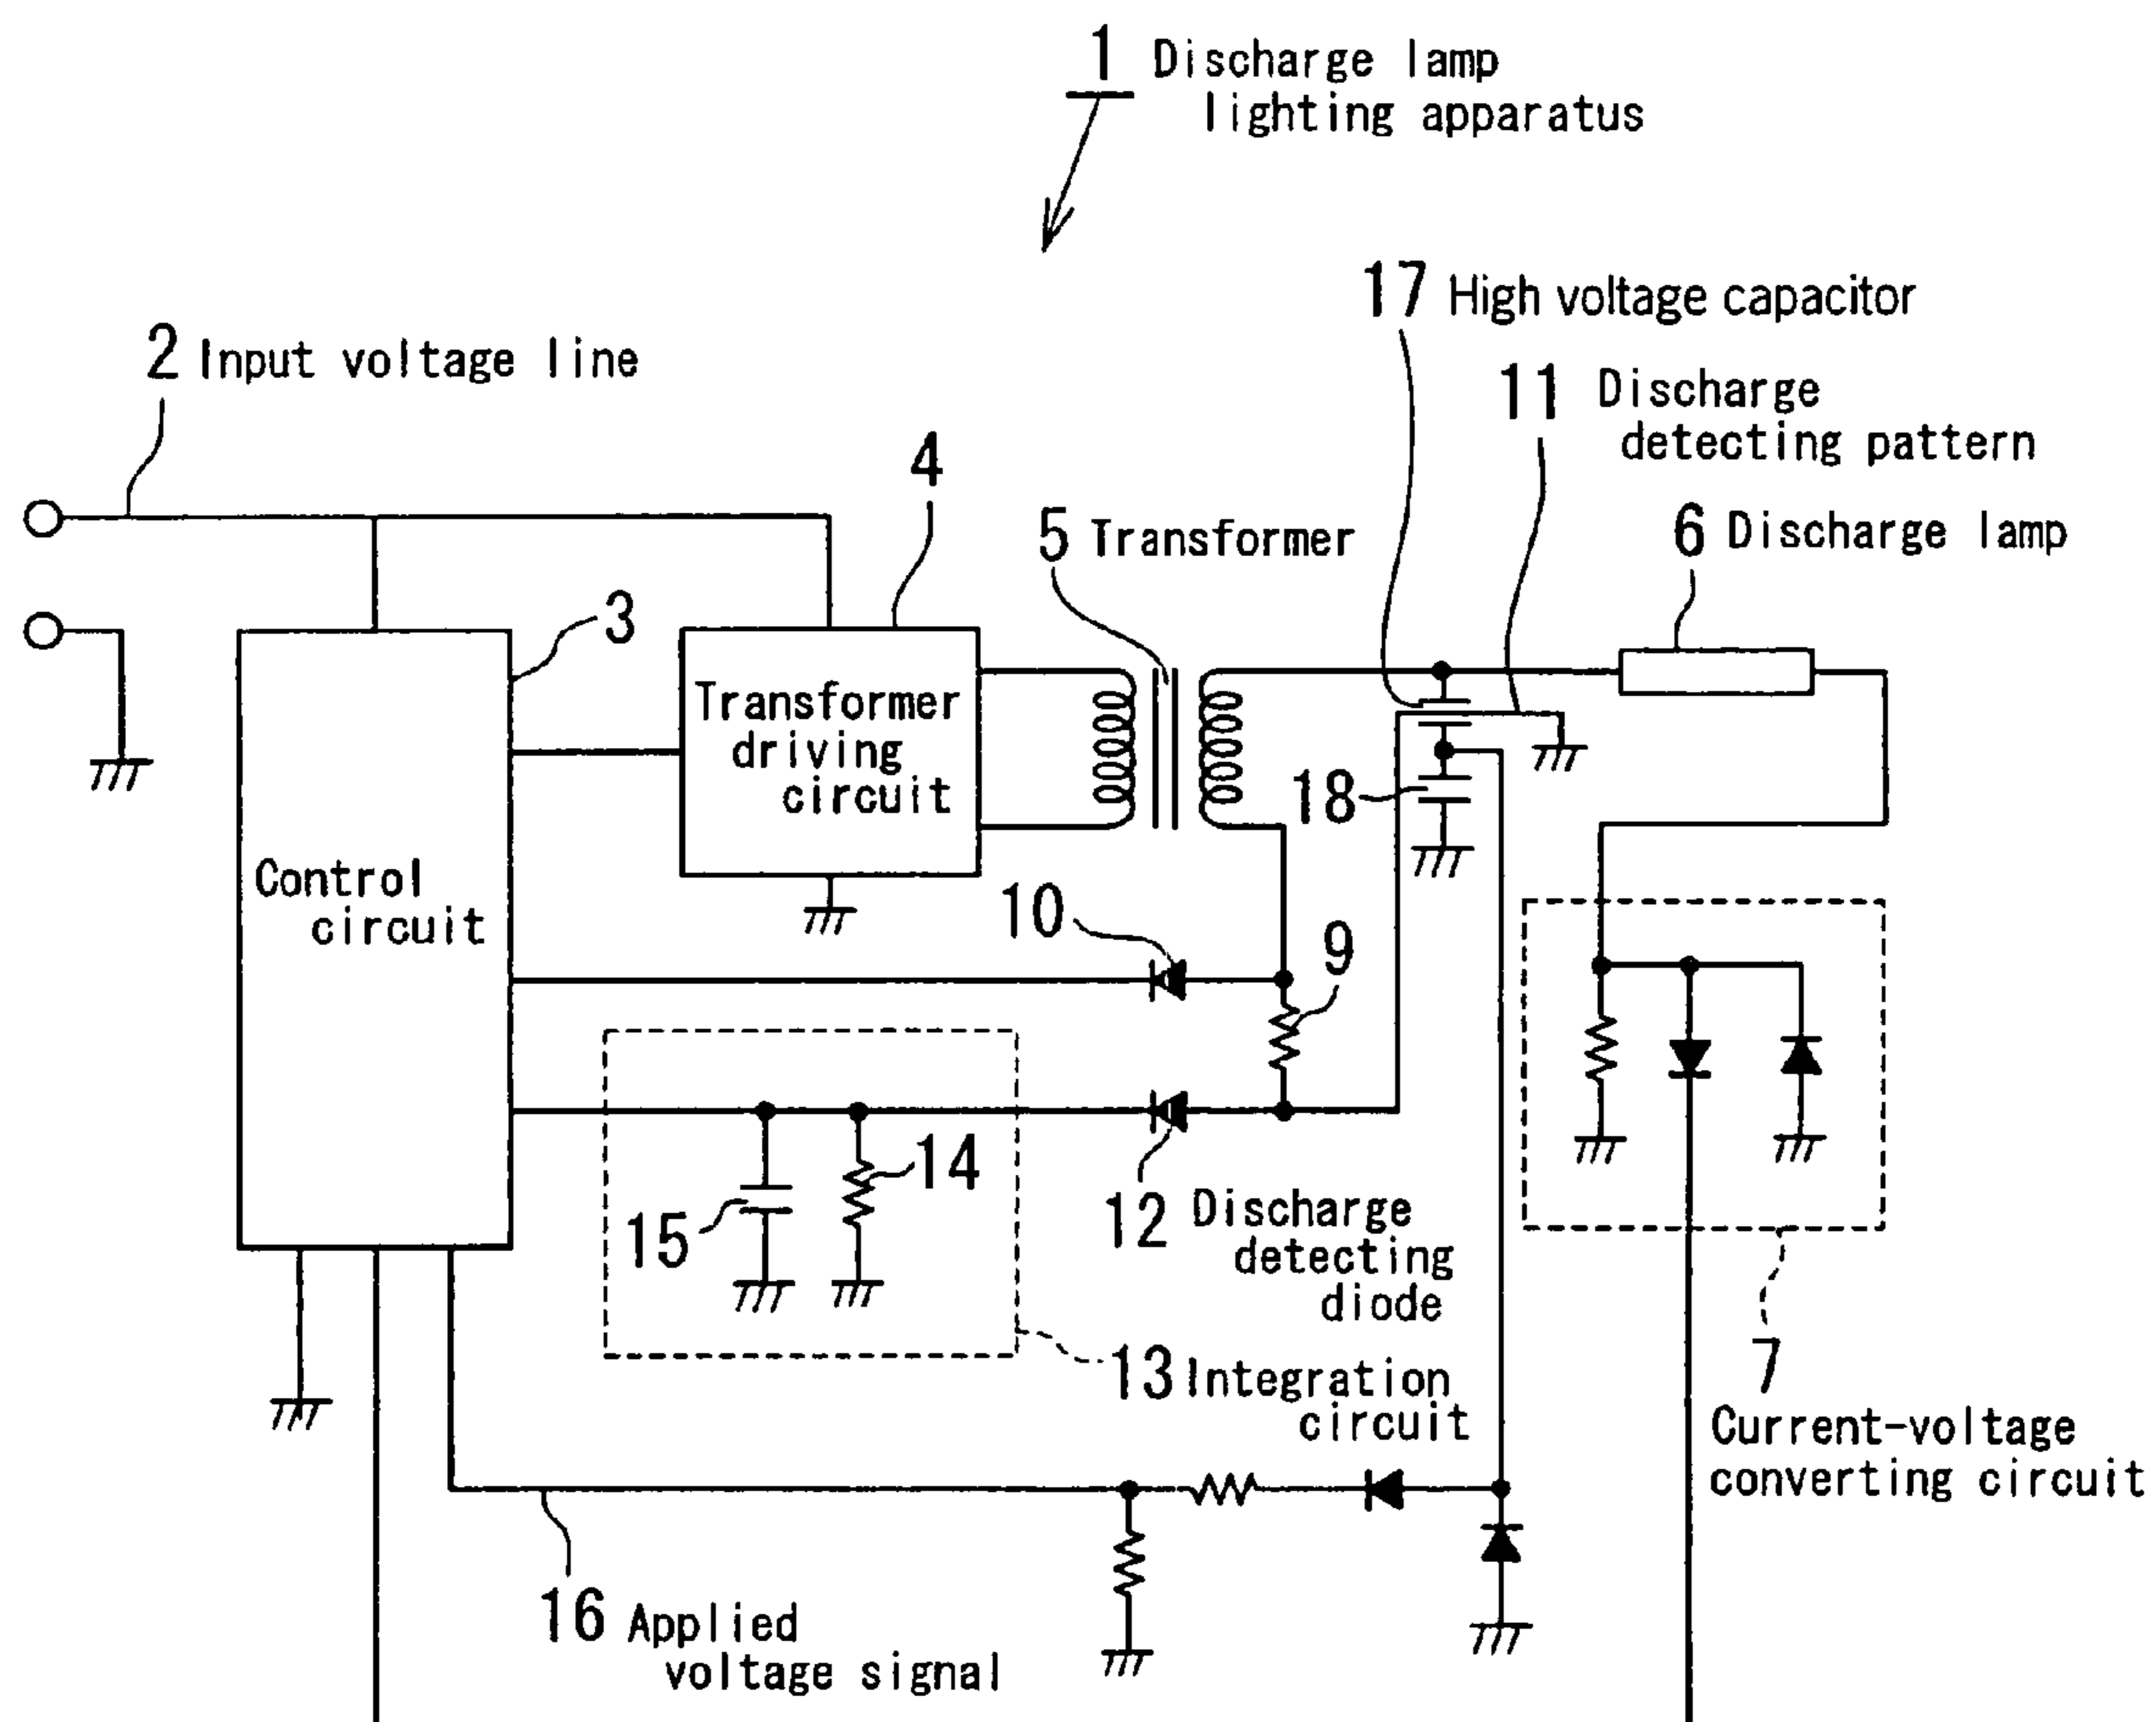 1 Discharge lamp
lighting apparatus
17 High voltage capacitor
2 Input voltage line
11 Discharge
detecting pattern
4
5 Transformer
6 Discharge lamp
3
Transformer
driving
circuit
18
Control
circuit
10
9
14
15
12 Discharge
detecting
diode
13 Integration
circuit
7
Current-voltage
converting circuit
16 Applied
voltage signal